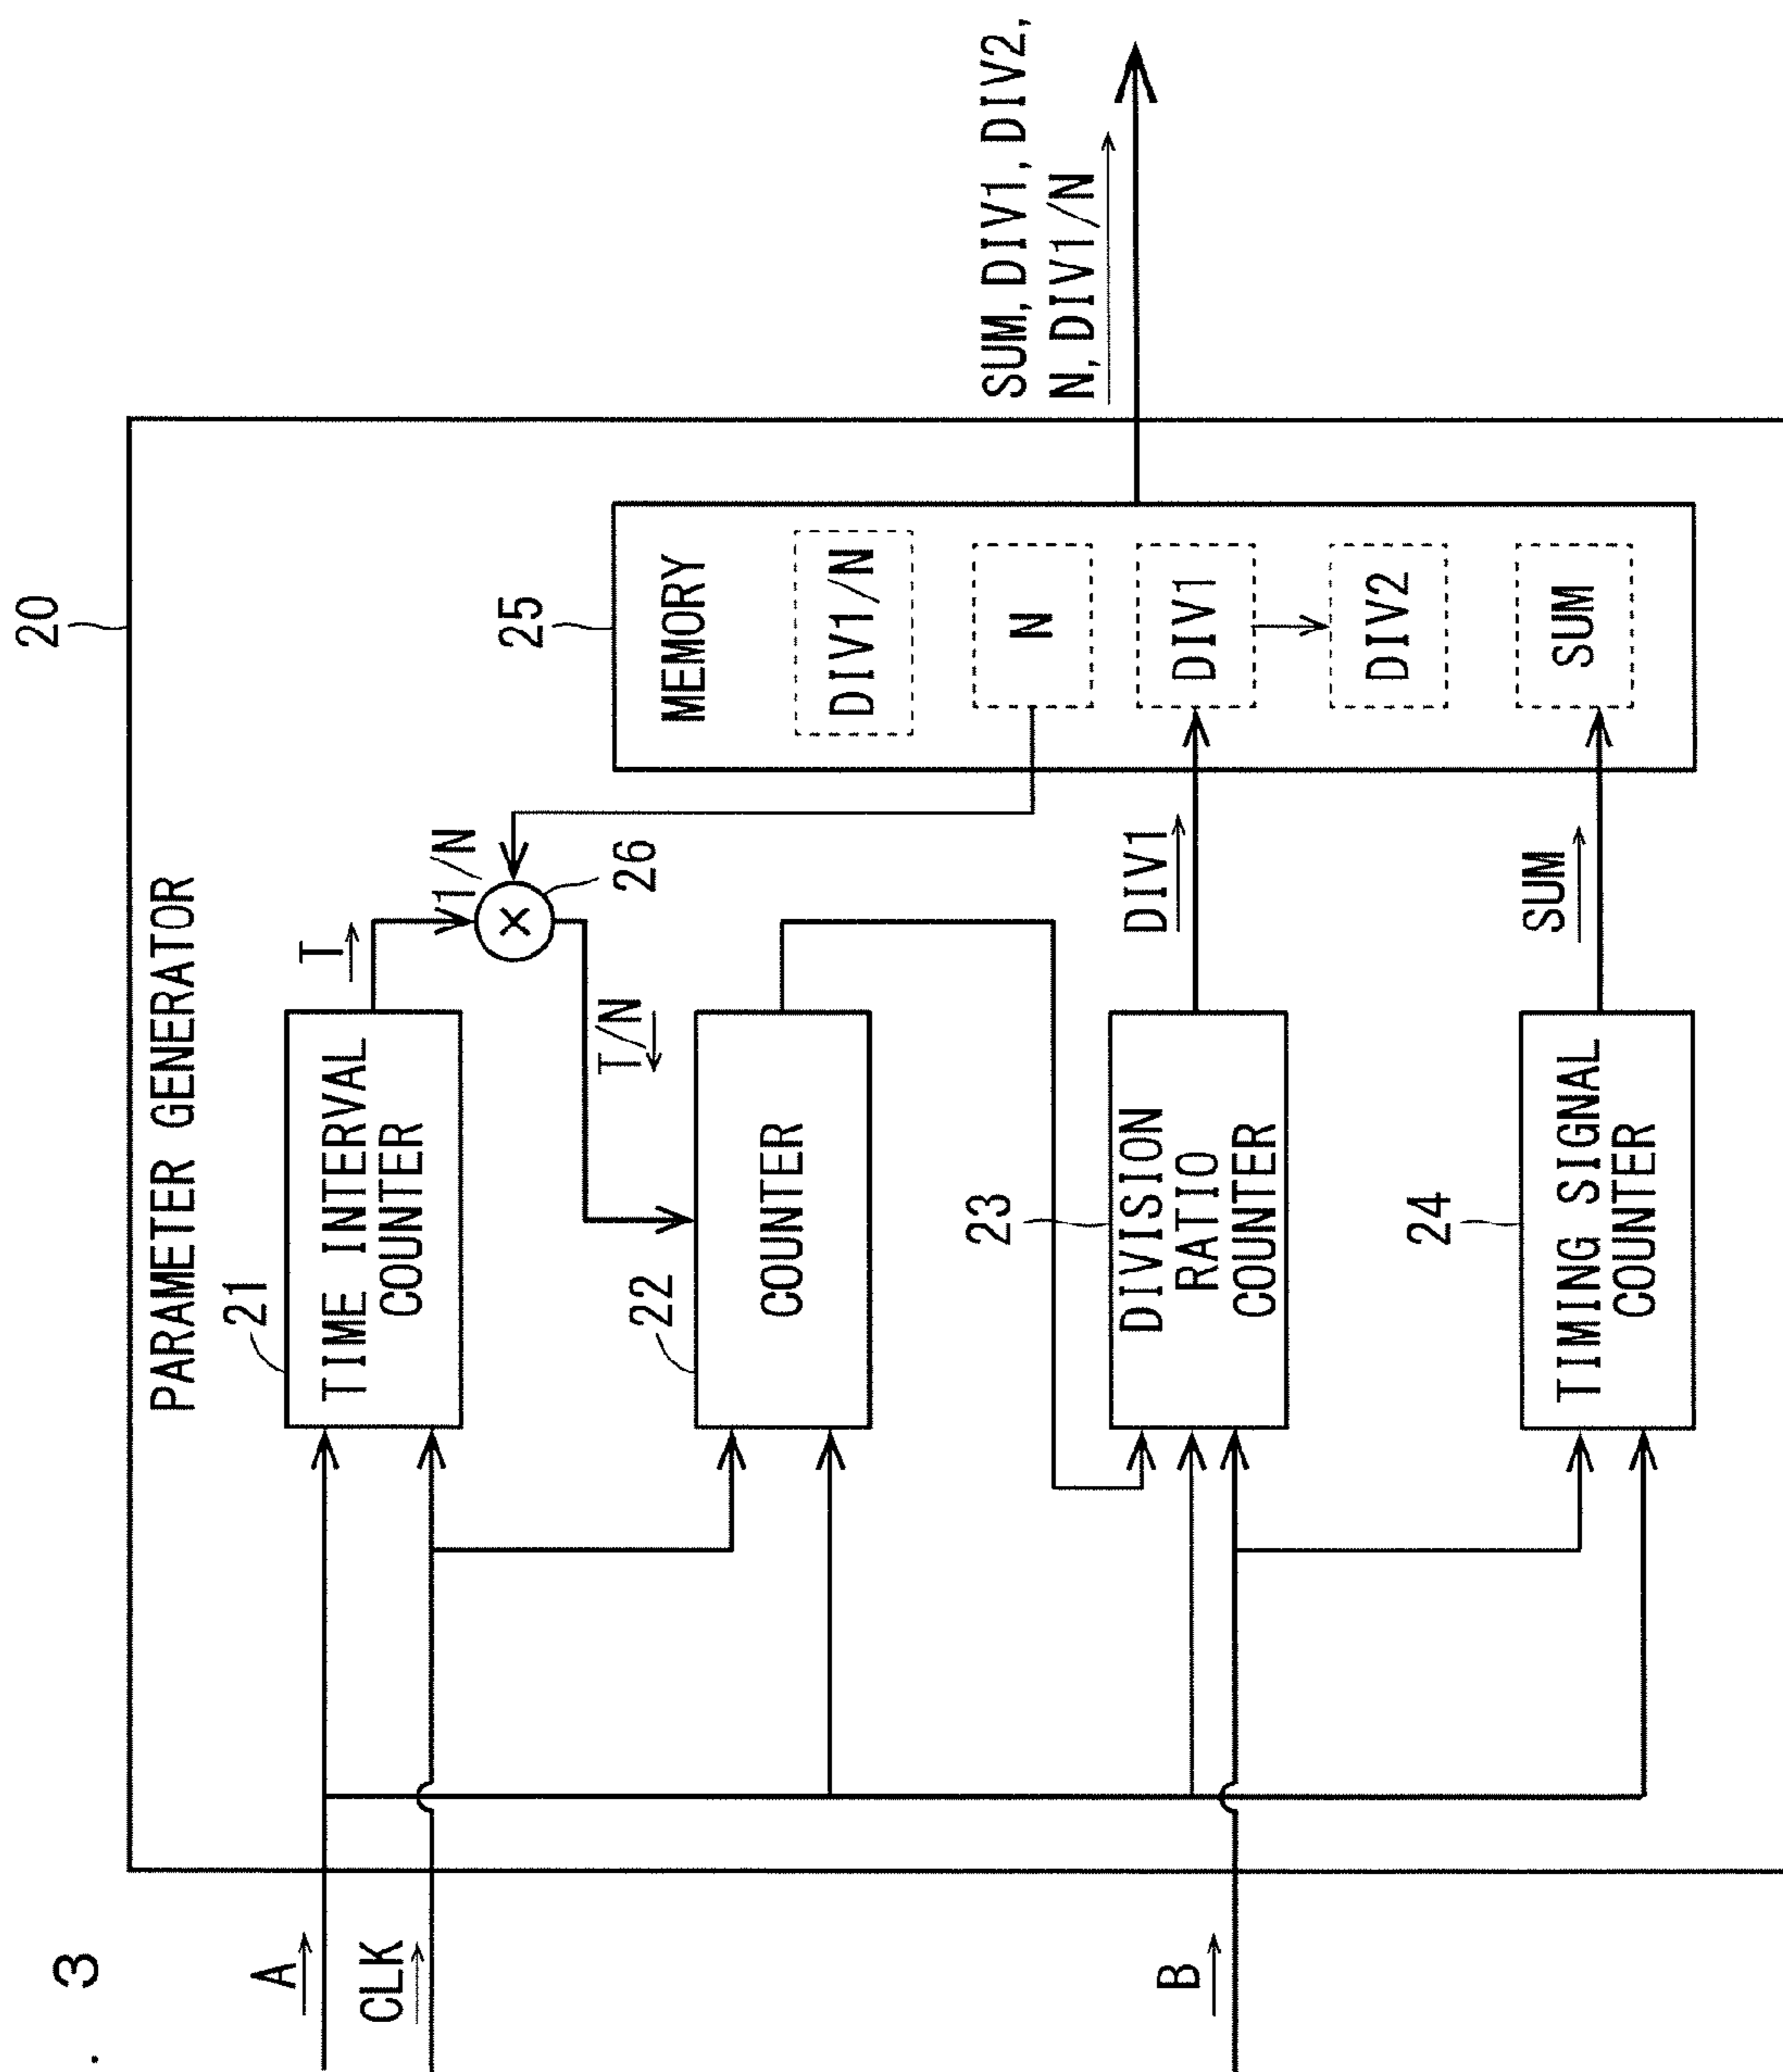 . 3
20
PARAMETER GENERATOR
A
CLK
B
21
TIME INTERVAL
COUNTER
T
1/N
26
T/N
22
COUNTER
23
DIVISION
RATIO
COUNTER
DIV1
24
TIMING SIGNAL
COUNTER
SUM
25
MEMORY
DIV1/N
N
DIV1
DIV2
SUM
SUM, DIV1, DIV2,
N, DIV1/N